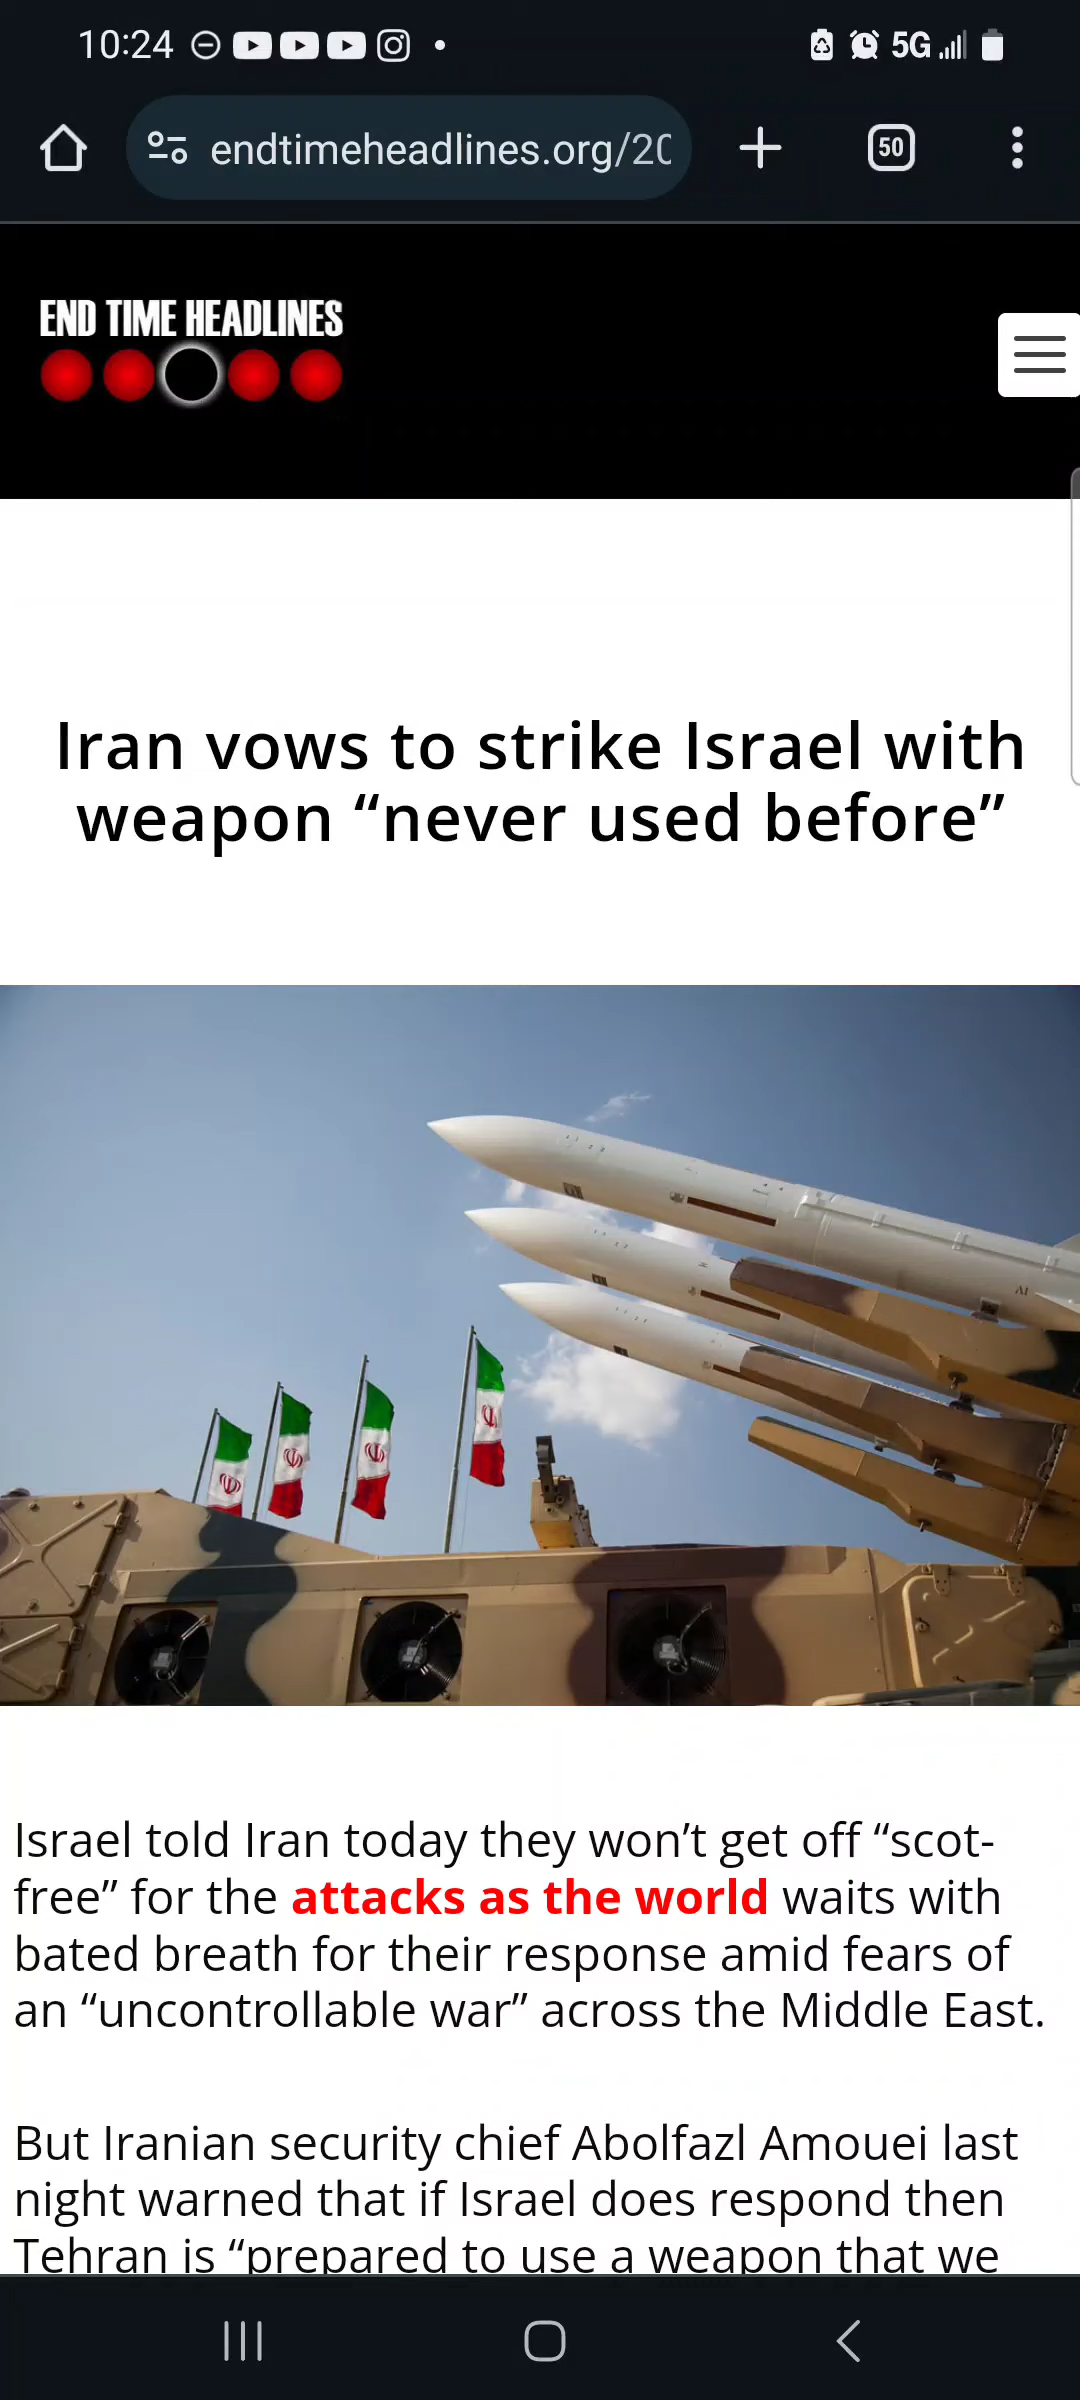 10:24
5G
endtimeheadlines.org/20
50
END TIME HEADLINES
Iran vows to strike Israel with
weapon “never used before”
Israel told Iran today they won’t get off “scot-
free” for the attacks as the world waits with
bated breath for their response amid fears of
an “uncontrollable war” across the Middle East.
But Iranian security chief Abolfazl Amouei last
night warned that if Israel does respond then
Tehran is “prepared to use a weapon that we